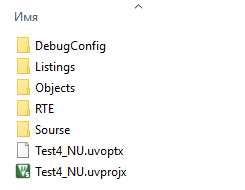 Имя
DebugConfig
Listings
Objects
RTE
Sourse
Test4_NU.uvoptx
Test4_NU.uvprojx